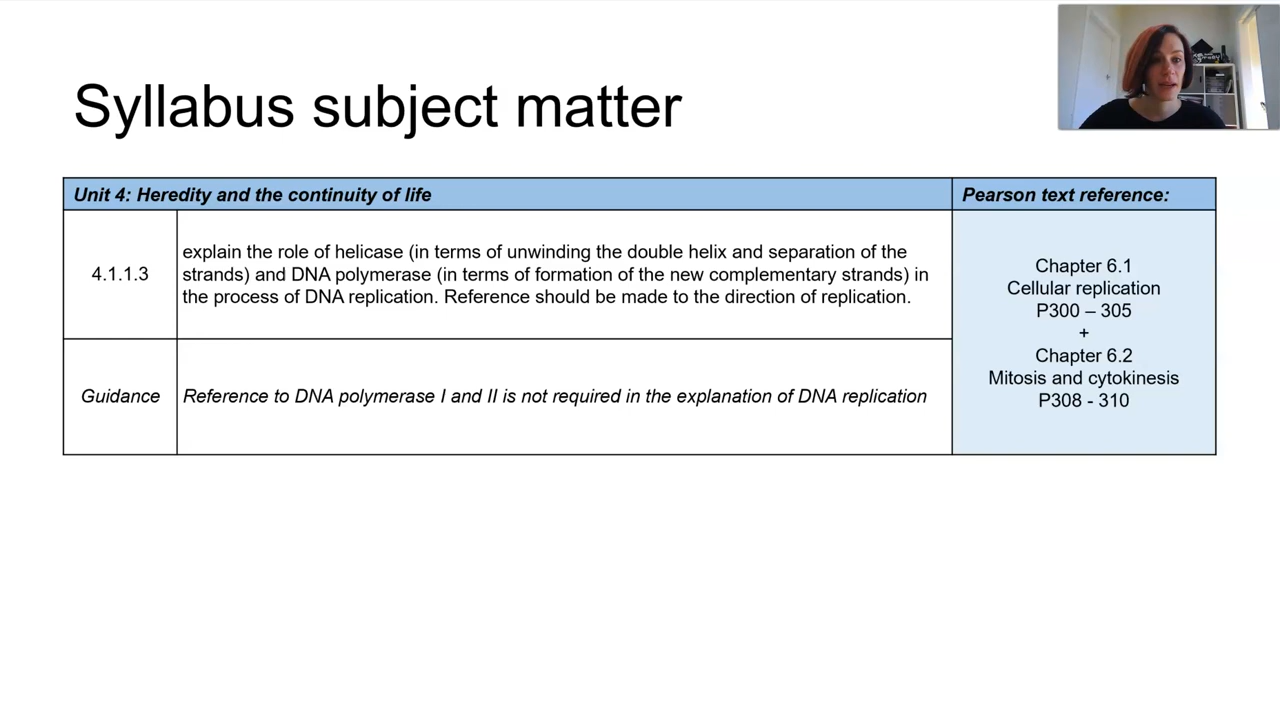 Syllabus subject matter
Unit 4: Heredity and the continuity of life
Pearson text reference:
4.1.1.3
explain the role of helicase (in terms of unwinding the double helix and separation of the
strands) and DNA polymerase (in terms of formation of the new complementary strands) in
the process of DNA replication. Reference should be made to the direction of replication.
Chapter 6.1
Cellular replication
P300 – 305
+
Chapter 6.2
Mitosis and cytokinesis
P308 - 310
Guidance
Reference to DNA polymerase I and II is not required in the explanation of DNA replication